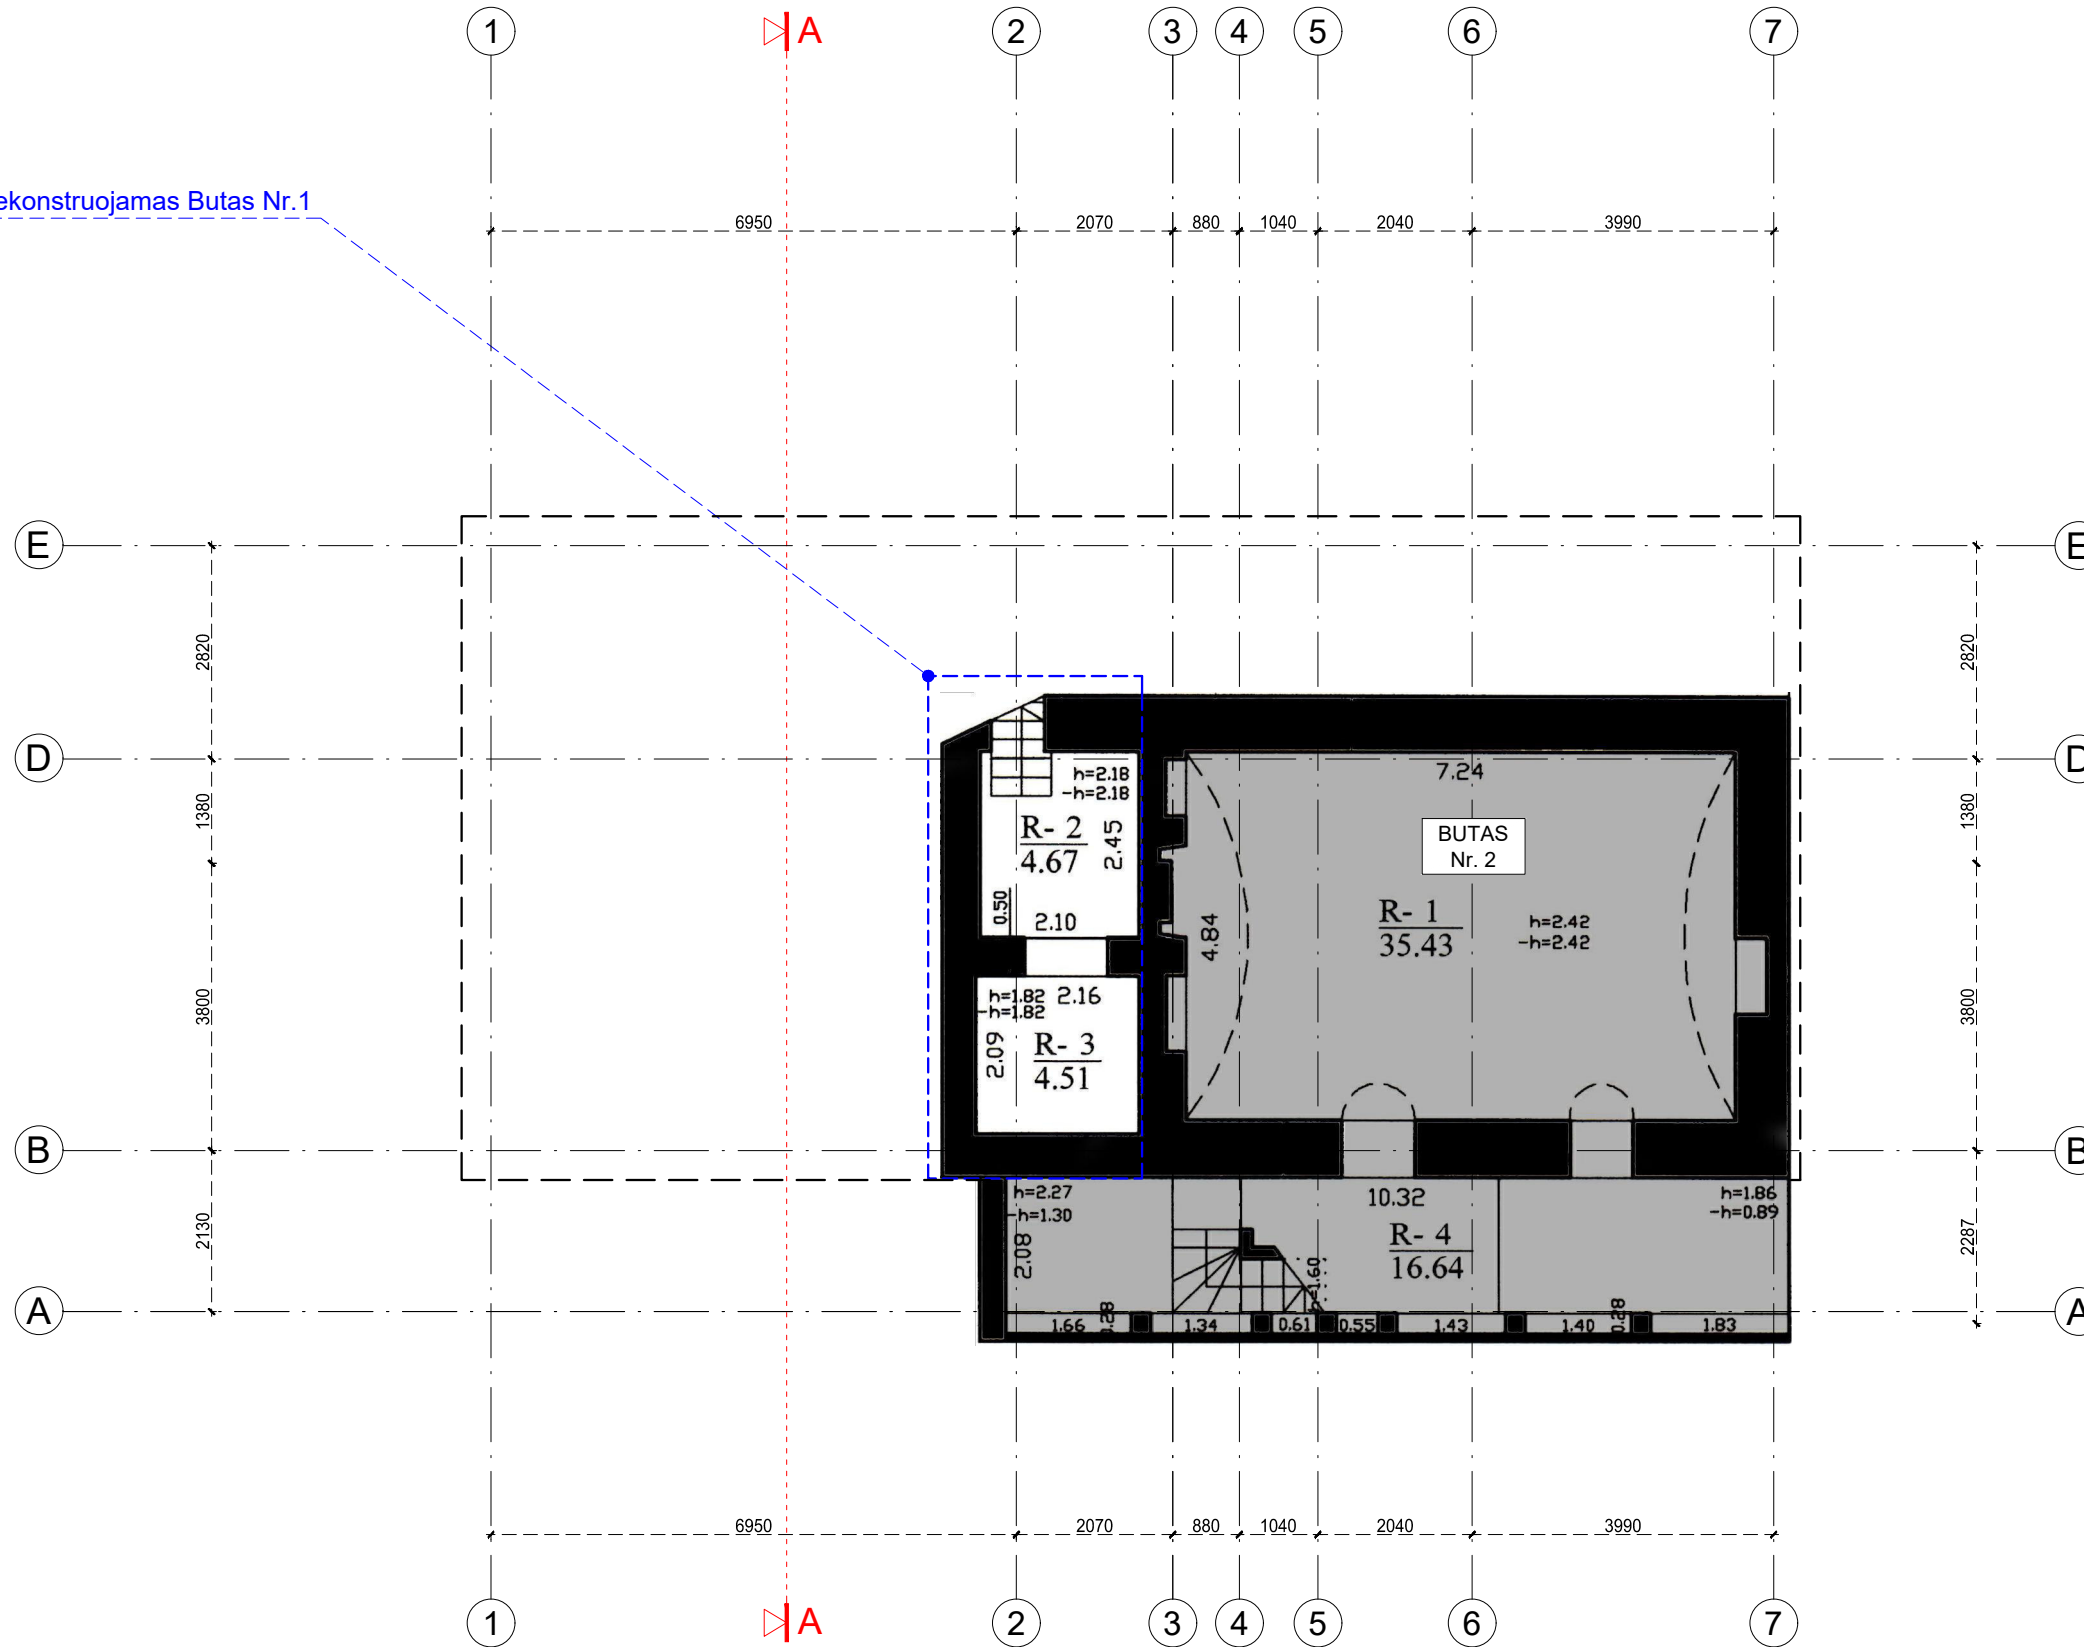 1 A 2 3 4 5 6 7
ekonstruojamas Butas Nr.1
6950 2070 880 1040 2040 3990
E E
2820 2820
D D
h=2.18
-h=2.18
7.24
1380 1380
R- 2
4.67
2.45
BUTAS
Nr. 2
0.50
2.10
4.84
R- 1
35.43
h=2.42
-h=2.42
3800 3800
h=1.82
-h=1.82
2.16
2.09
R- 3
4.51
B B
h=2.27
-h=1.30
10.32
h=1.86
-h=0.89
2130 2287
2.08
R- 4
16.64
h=1.60
A A
1.66 0.28 1.34 0.61 0.55 1.43 1.40 0.28 1.83
6950 2070 880 1040 2040 3990
1 A 2 3 4 5 6 7